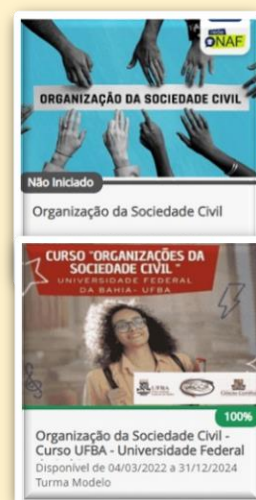 ONAF
ORGANIZAÇÃO DA SOCIEDADE CIVIL
Não Iniciado
Organização da Sociedade Civil
CURSO "ORGANIZAÇÕES DA
SOCIEDADE CIVIL "
UNIVERSIDADE FEDERAL
DA BAHIA- UFBA
UFBA
100%
Organização da Sociedade Civil -
Curso UFBA - Universidade Federal
Disponível de 04/03/2022 a 31/12/2024
Turma Modelo